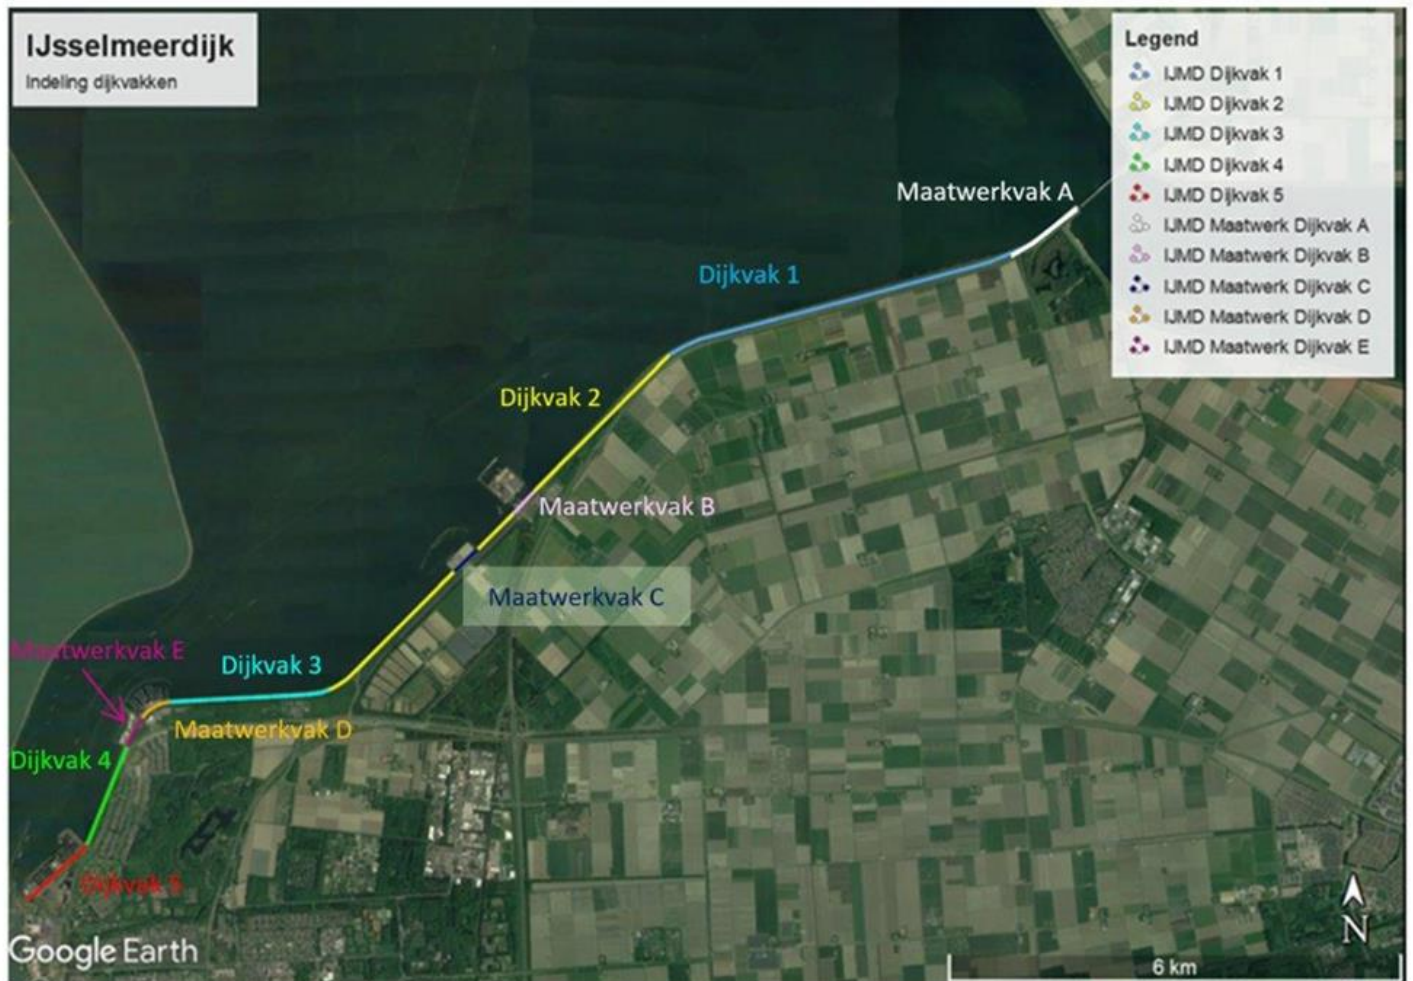 IJsselmeerdijk
Indeling dijkvakken
Legend
IJMD Dijkvak 1
IJMD Dijkvak 2
IJMD Dijkvak 3
IJMD Dijkvak 4
IJMD Dijkvak 5
IJMD Maatwerk Dijkvak A
IJMD Maatwerk Dijkvak B
IJMD Maatwerk Dijkvak C
IJMD Maatwerk Dijkvak D
IJMD Maatwerk Dijkvak E
Maatwerkvak A
Dijkvak 1
Dijkvak 2
Maatwerkvak B
Maatwerkvak C
Maatwerkvak E
Dijkvak 3
Maatwerkvak D
Dijkvak 4
Dijkvak 5
Google Earth
N
6 km